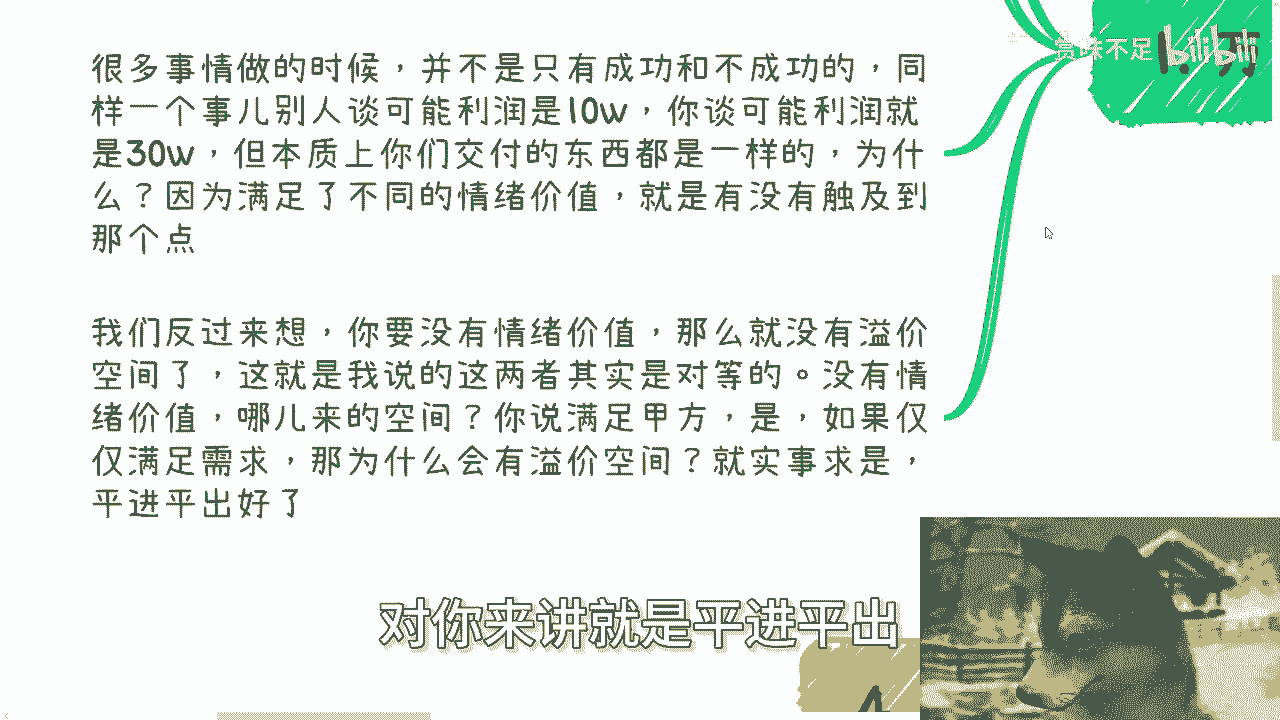 赏味不足
bilibili
很多事情做的时候，并不是只有成功和不成功的，同
样一个事儿别人谈可能利润是10w，你谈可能利润就
是30w，但本质上你们交付的东西都是一样的，为什
么？因为满足了不同的情绪价值，就是有没有触及到
那个点
我们反过来想，你要没有情绪价值，那么就没有溢价
空间了，这就是我说的这两者其实是对等的。没有情
绪价值，哪儿来的空间？你说满足甲方，是，如果仅
仅满足需求，那为什么会有溢价空间？就实事求是，
平进平出好了
对你来讲就是平进平出